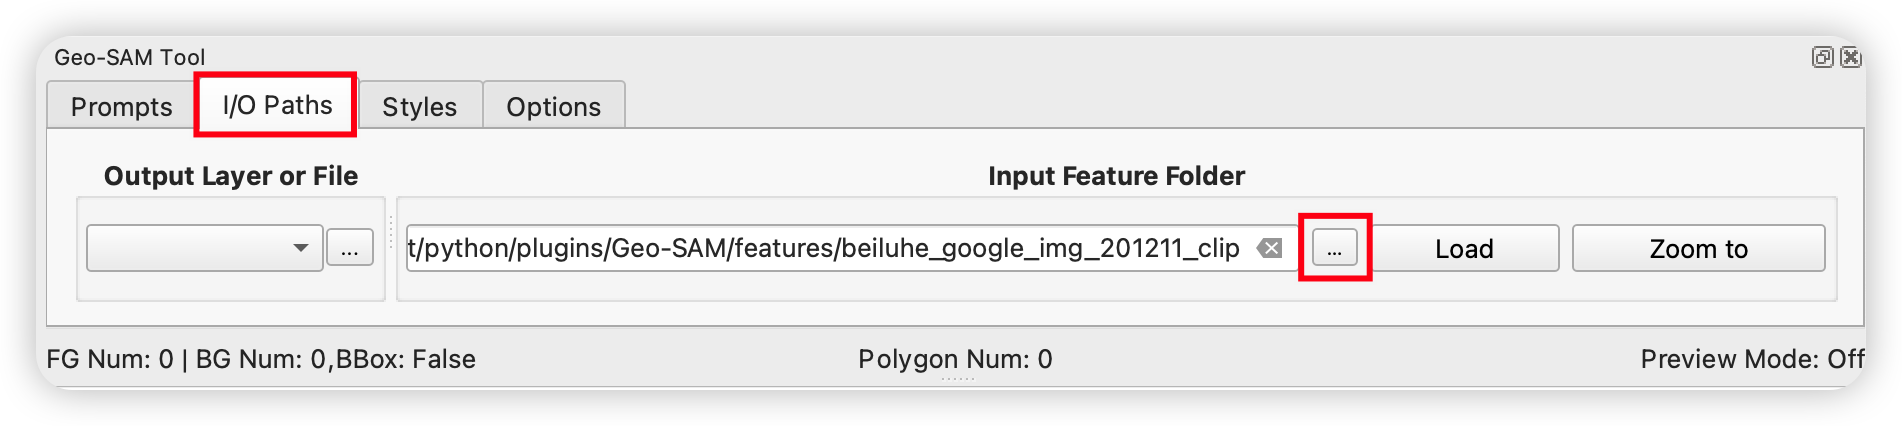 Geo-SAM Tool
Prompts I/O Paths Styles Options
Output Layer or File Input Feature Folder
... t/python/plugins/Geo-SAM/features/beiluhe_google_img_201211_clip ... Load Zoom to
FG Num: 0 | BG Num: 0,BBox: False Polygon Num: 0 Preview Mode: Off